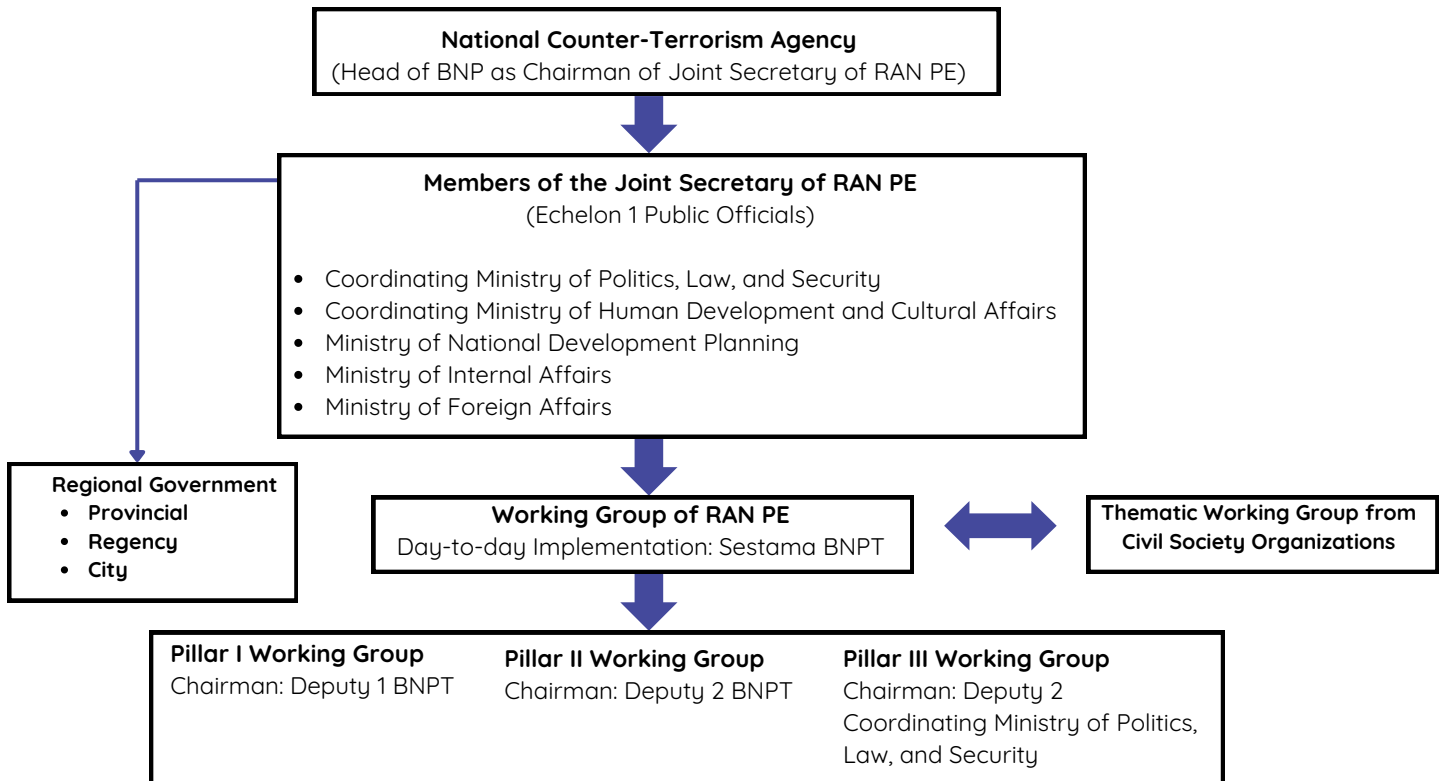 National Counter-Terrorism Agency
(Head of BNP as Chairman of Joint Secretary of RAN PE)
Members of the Joint Secretary of RAN PE
(Echelon 1 Public Officials)
• Coordinating Ministry of Politics, Law, and Security
• Coordinating Ministry of Human Development and Cultural Affairs
• Ministry of National Development Planning
• Ministry of Internal Affairs
• Ministry of Foreign Affairs
Regional Government
• Provincial
• Regency
• City
Working Group of RAN PE
Day-to-day Implementation: Sestama BNPT
Thematic Working Group from
Civil Society Organizations
Pillar I Working Group
Chairman: Deputy 1 BNPT
Pillar II Working Group
Chairman: Deputy 2 BNPT
Pillar III Working Group
Chairman: Deputy 2
Coordinating Ministry of Politics,
Law, and Security